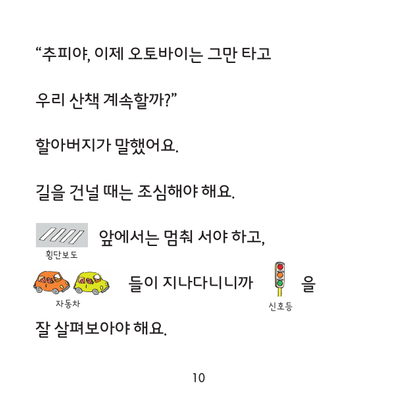 “추피야, 이제 오토바이는 그만 타고
우리 산책 계속할까?”
할아버지가 말했어요.
길을 건널 때는 조심해야 해요.
앞에서는 멈춰 서야 하고,
횡단보도
들이 지나다니니까 을
자동차 신호등
잘 살펴보아야 해요.
10